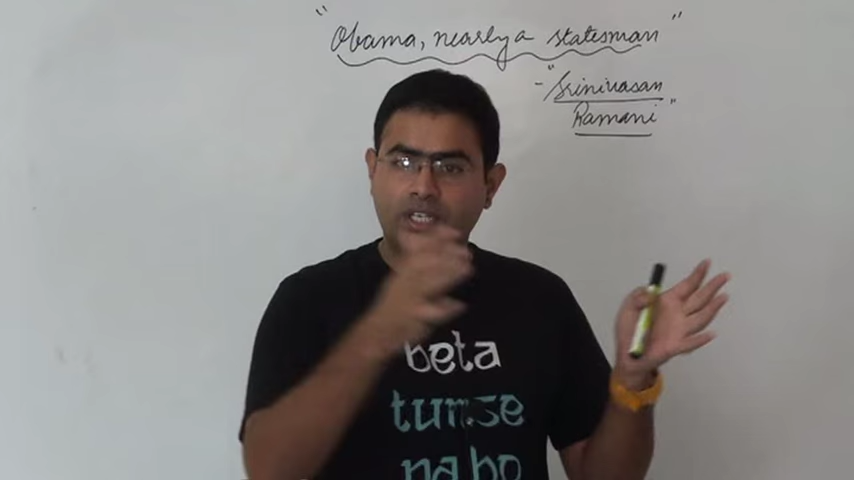 "Obama, nearly a statesman"
- "Srinivasan
Ramani"
beta
tumse
na ho